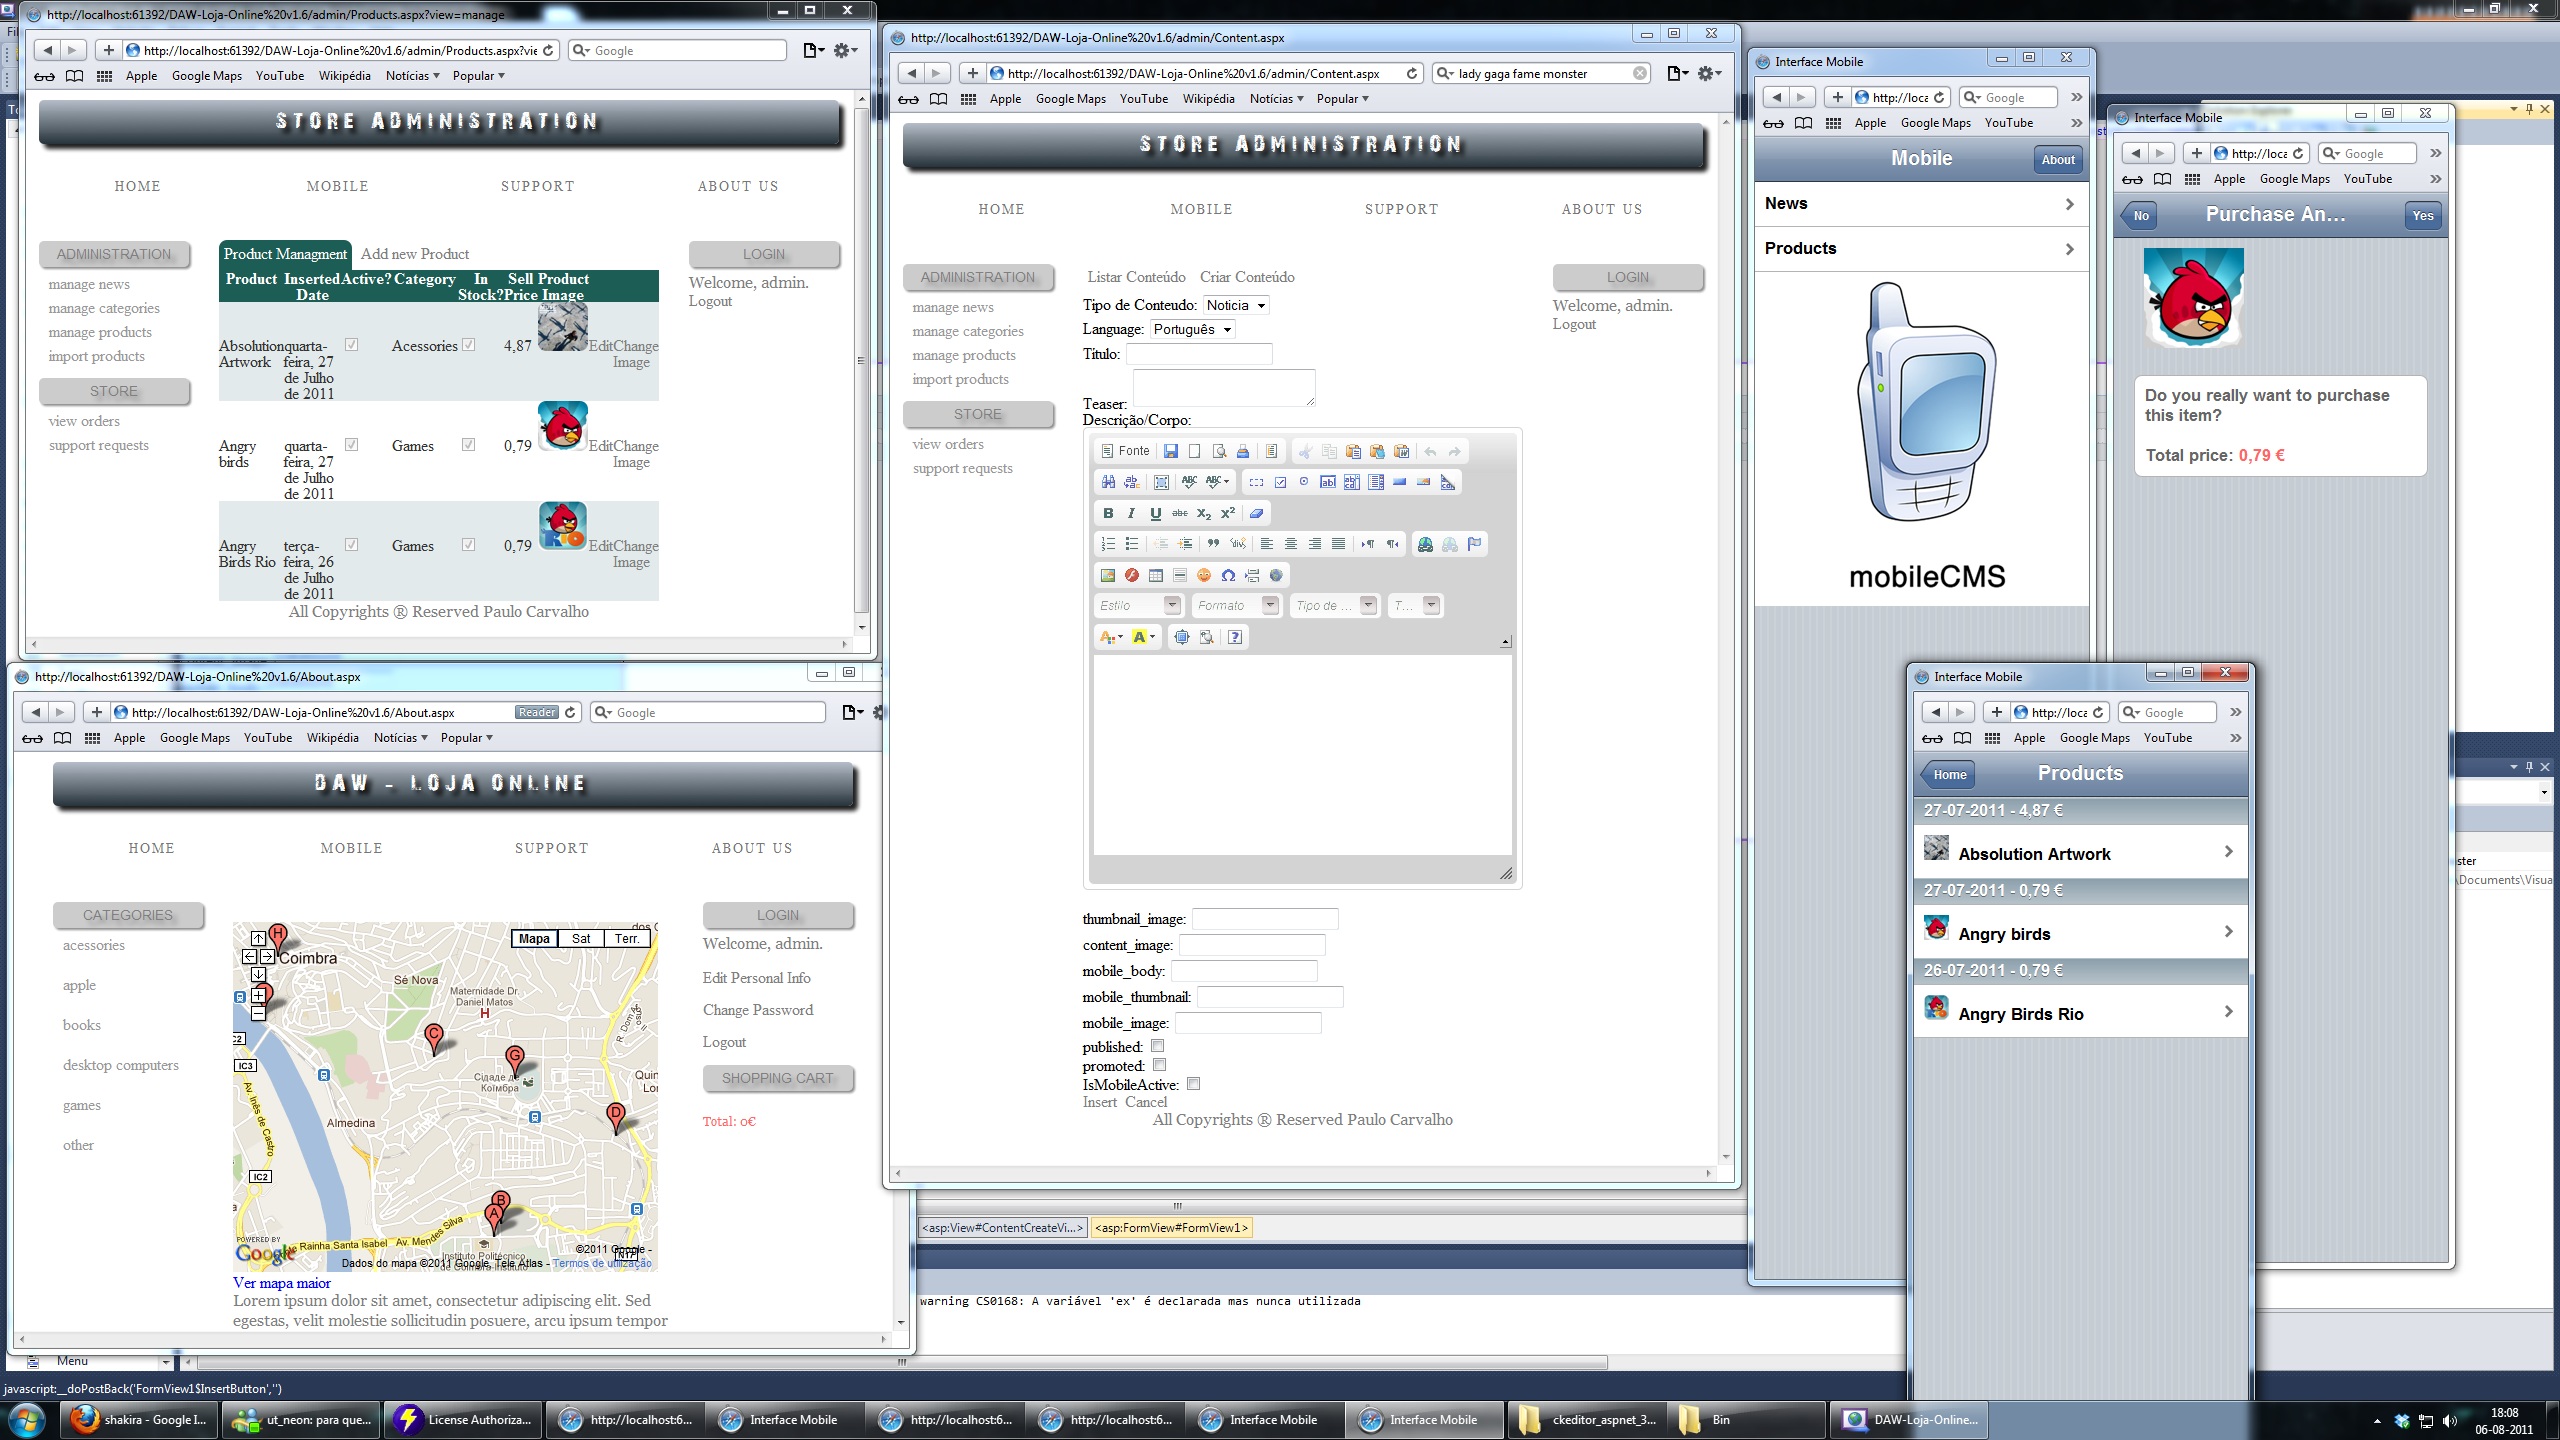 http://localhost:61392/DAW-Loja-Online%20v1.6/admin/Products.aspx?view=manage
http://localhost:61392/DAW-Loja-Online%20v1.6/admin/Products.aspx?vie
Google
Apple Google Maps YouTube Wikipédia Notícias Popular
STORE ADMINISTRATION
HOME MOBILE SUPPORT ABOUT US
ADMINISTRATION
manage news
manage categories
manage products
import products
STORE
view orders
support requests
Product Managment Add new Product
Product Inserted Date Active? Category In Stock? Sell Price Product Image
Absolution Artwork quarta-feira, 27 de Julho de 2011 Acessories 4,87 Edit Change Image
Angry birds quarta-feira, 27 de Julho de 2011 Games 0,79 Edit Change Image
Angry Birds Rio terça-feira, 26 de Julho de 2011 Games 0,79 Edit Change Image
All Copyrights ® Reserved Paulo Carvalho
LOGIN
Welcome, admin.
Logout
http://localhost:61392/DAW-Loja-Online%20v1.6/About.aspx
http://localhost:61392/DAW-Loja-Online%20v1.6/About.aspx Reader
Google
Apple Google Maps YouTube Wikipédia Notícias Popular
DAW - LOJA ONLINE
HOME MOBILE SUPPORT ABOUT US
CATEGORIES
acessories
apple
books
desktop computers
games
other
Mapa Sat Terr.
H
Coimbra
Sé Nova
Maternidade Dr.
Daniel Matos
H
C
G
Сідаде де
Коїмбра
D
IC3
Av. Inês de Castro
Almedina
IC2
B
A
Rainha Santa Isabel Av. Mendes Silva
Instituto Politécnico
de Coimbra-Instituto
N17
POWERED BY
Google
©2011 Google -
Dados do mapa ©2011 Google, Tele Atlas - Termos de utilização
Ver mapa maior
Lorem ipsum dolor sit amet, consectetur adipiscing elit. Sed
egestas, velit molestie sollicitudin posuere, arcu ipsum tempor
LOGIN
Welcome, admin.
Edit Personal Info
Change Password
Logout
SHOPPING CART
Total: 0€
http://localhost:61392/DAW-Loja-Online%20v1.6/admin/Content.aspx
http://localhost:61392/DAW-Loja-Online%20v1.6/admin/Content.aspx
lady gaga fame monster
Apple Google Maps YouTube Wikipédia Notícias Popular
STORE ADMINISTRATION
HOME MOBILE SUPPORT ABOUT US
ADMINISTRATION
manage news
manage categories
manage products
import products
STORE
view orders
support requests
Listar Conteúdo Criar Conteúdo
Tipo de Conteudo: Noticia
Language: Português
Titulo:
Teaser:
Descrição/Corpo:
Fonte
Estilo Formato Tipo de ... T...
thumbnail_image:
content_image:
mobile_body:
mobile_thumbnail:
mobile_image:
published:
promoted:
IsMobileActive:
Insert Cancel
All Copyrights ® Reserved Paulo Carvalho
LOGIN
Welcome, admin.
Logout
Interface Mobile
http://loca
Google
Apple Google Maps YouTube
Mobile
About
News
Products
mobileCMS
Interface Mobile
http://loca
Google
Apple Google Maps YouTube
No
Purchase An...
Yes
Do you really want to purchase
this item?
Total price: 0,79 €
Interface Mobile
http://loca
Google
Apple Google Maps YouTube
Home
Products
27-07-2011 - 4,87 €
Absolution Artwork
27-07-2011 - 0,79 €
Angry birds
26-07-2011 - 0,79 €
Angry Birds Rio
ster
\Documents\Visua
<asp:View#ContentCreateVi...> <asp:FormView#FormView1>
warning CS0168: A variável 'ex' é declarada mas nunca utilizada
Menu
javascript:__doPostBack('FormView1$InsertButton','')
shakira - Google I...
ut_neon: para que...
License Authoriza...
http://localhost:6...
Interface Mobile
http://localhost:6...
http://localhost:6...
Interface Mobile
Interface Mobile
ckeditor_aspnet_3...
Bin
DAW-Loja-Online...
18:08
06-08-2011